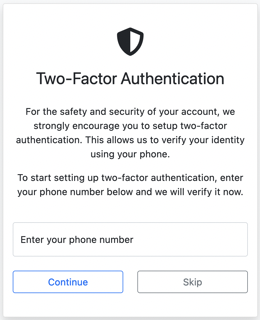 Two-Factor Authentication
For the safety and security of your account, we
strongly encourage you to setup two-factor
authentication. This allows us to verify your identity
using your phone.
To start setting up two-factor authentication, enter
your phone number below and we will verify it now.
Enter your phone number
Continue
Skip